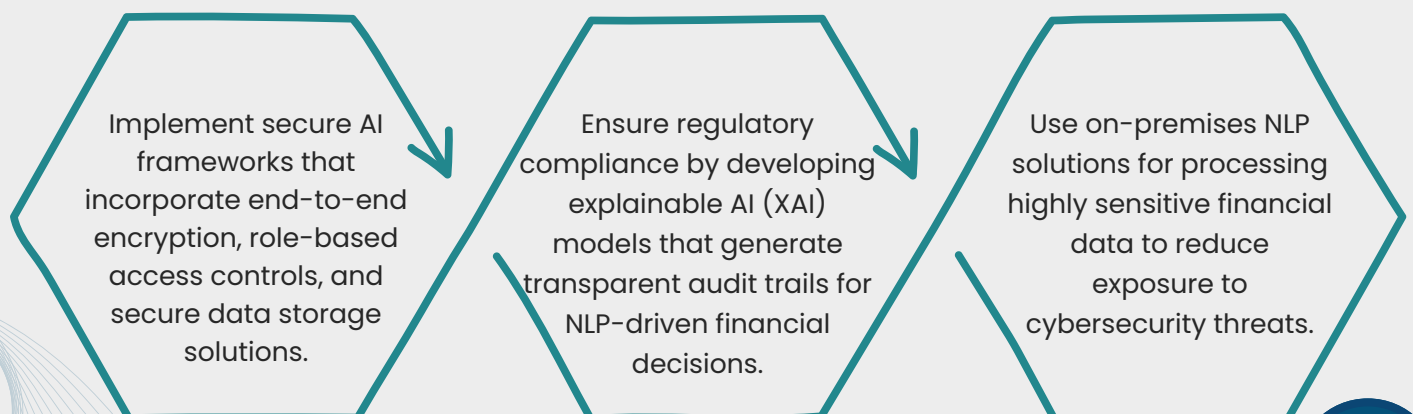 Implement secure AI
frameworks that
incorporate end-to-end
encryption, role-based
access controls, and
secure data storage
solutions.
Ensure regulatory
compliance by developing
explainable AI (XAI)
models that generate
transparent audit trails for
NLP-driven financial
decisions.
Use on-premises NLP
solutions for processing
highly sensitive financial
data to reduce
exposure to
cybersecurity threats.